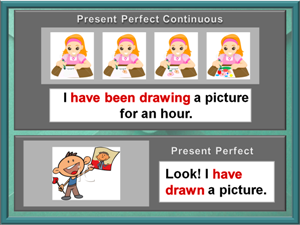 Present Perfect Continuous
I have been drawing a picture
for an hour.
Present Perfect
Look! I have
drawn a picture.